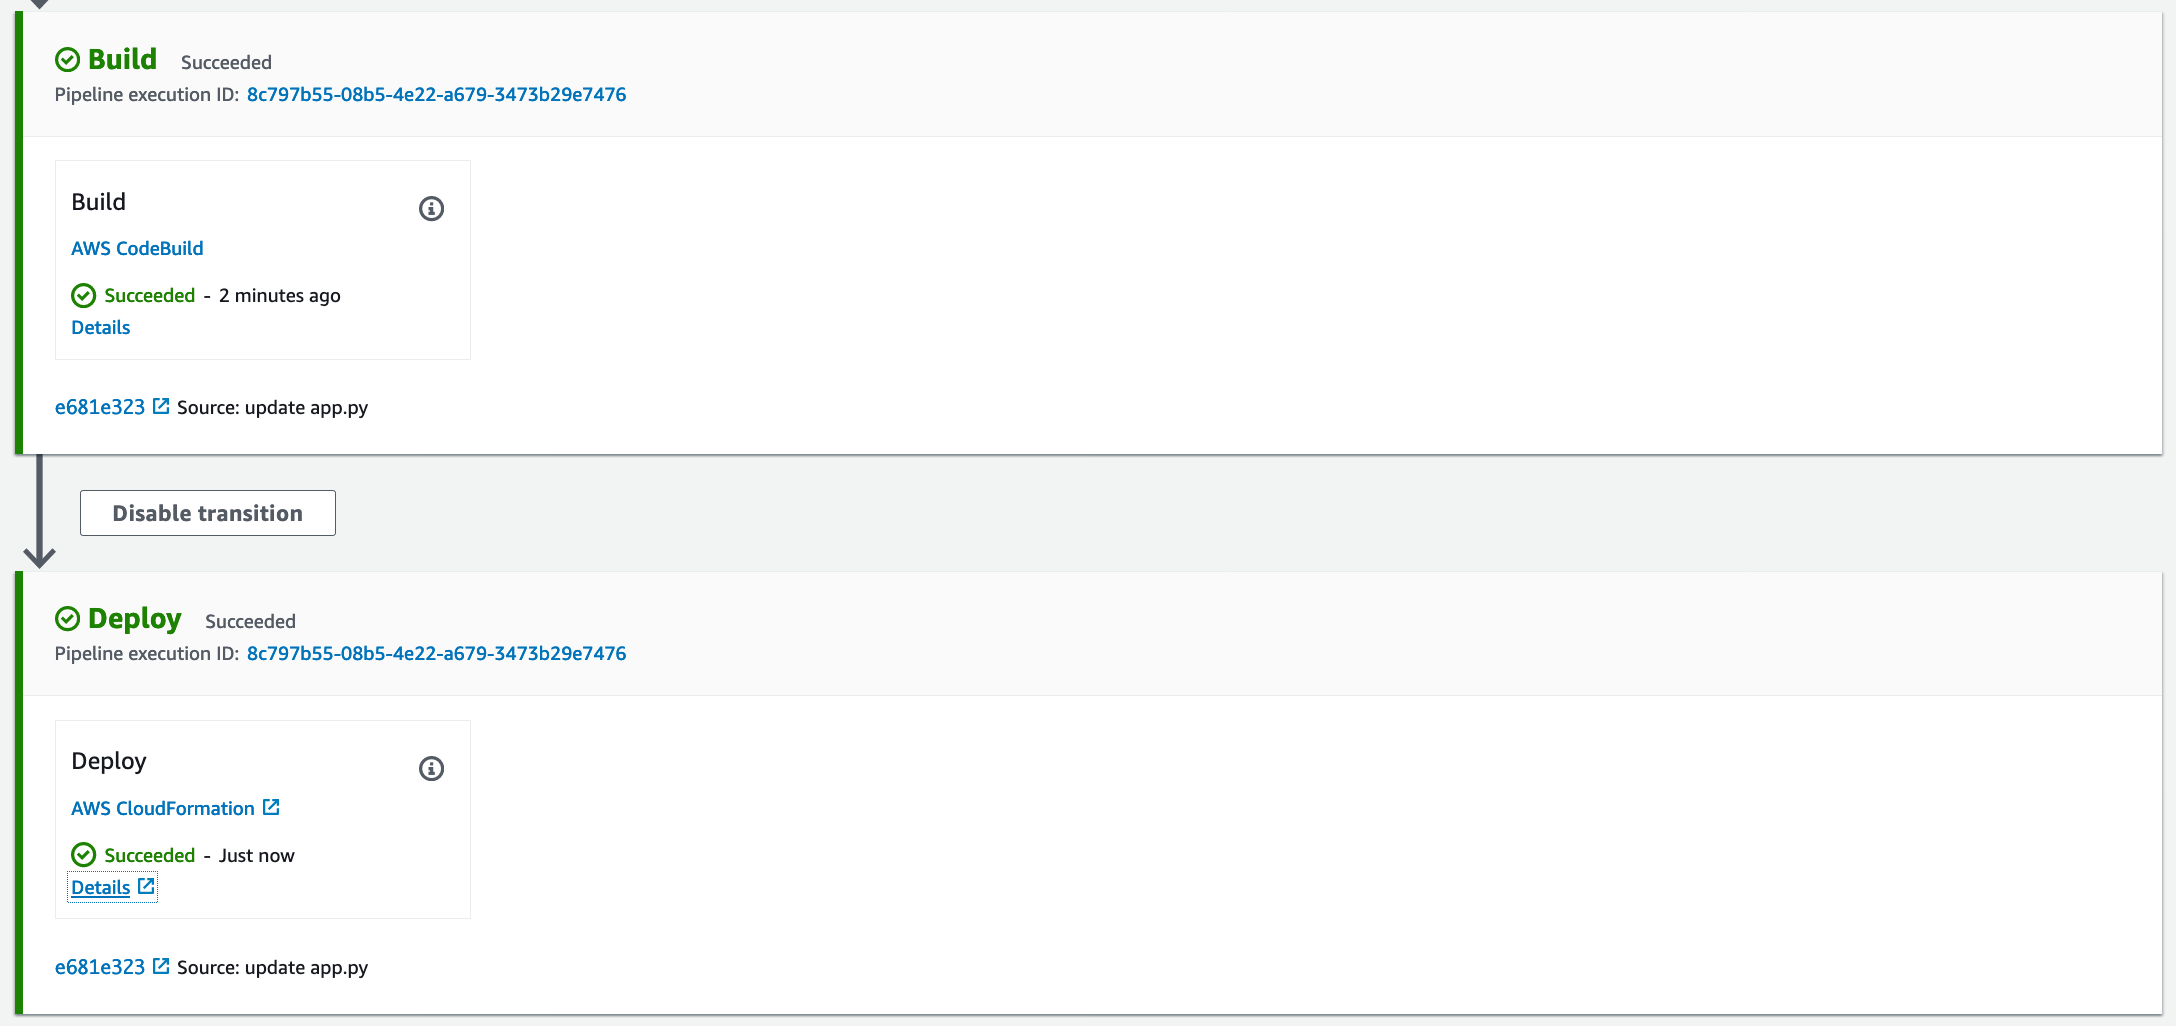 Build Succeeded
Pipeline execution ID: 8c797b55-08b5-4e22-a679-3473b29e7476
Build
AWS CodeBuild
Succeeded - 2 minutes ago
Details
e681e323 Source: update app.py
Disable transition
Deploy Succeeded
Pipeline execution ID: 8c797b55-08b5-4e22-a679-3473b29e7476
Deploy
AWS CloudFormation
Succeeded - Just now
Details
e681e323 Source: update app.py